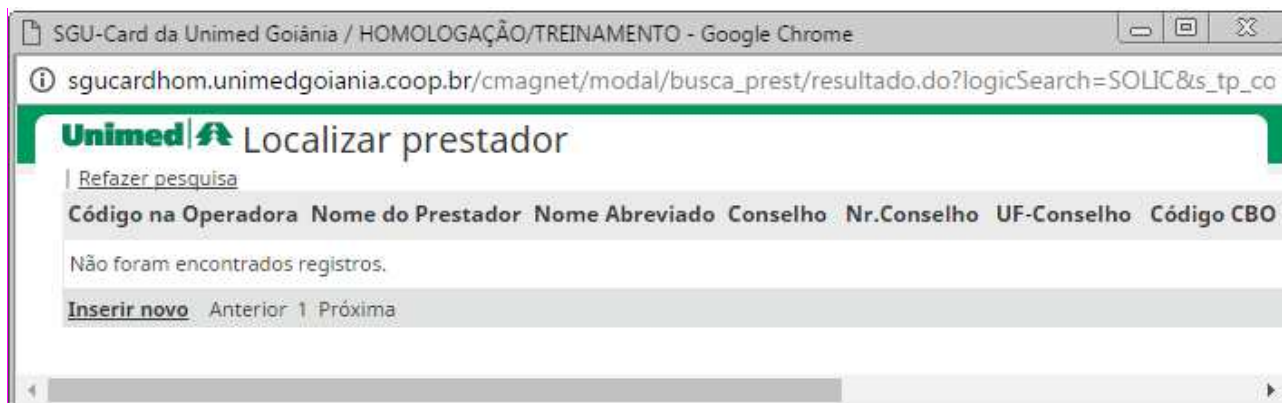 SGU-Card da Unimed Goiânia / HOMOLOGAÇÃO/TREINAMENTO - Google Chrome
sgucardhom.unimedgoiania.coop.br/cmagnet/modal/busca_prest/resultado.do?logicSearch=SOLIC&s_tp_co
Unimed Localizar prestador
| Refazer pesquisa
Código na Operadora Nome do Prestador Nome Abreviado Conselho Nr.Conselho UF-Conselho Código CBO
Não foram encontrados registros.
Inserir novo Anterior 1 Próxima